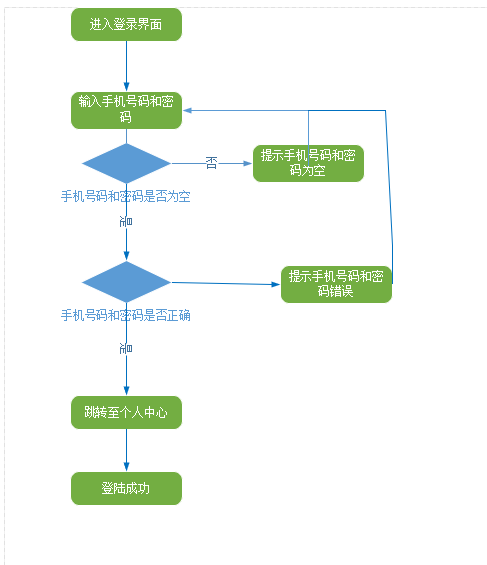 进入登录界面
输入手机号码和密
码
否
提示手机号码和密
码为空
手机号码和密码是否为空
是
提示手机号码和密
码错误
手机号码和密码是否正确
是
跳转至个人中心
登陆成功